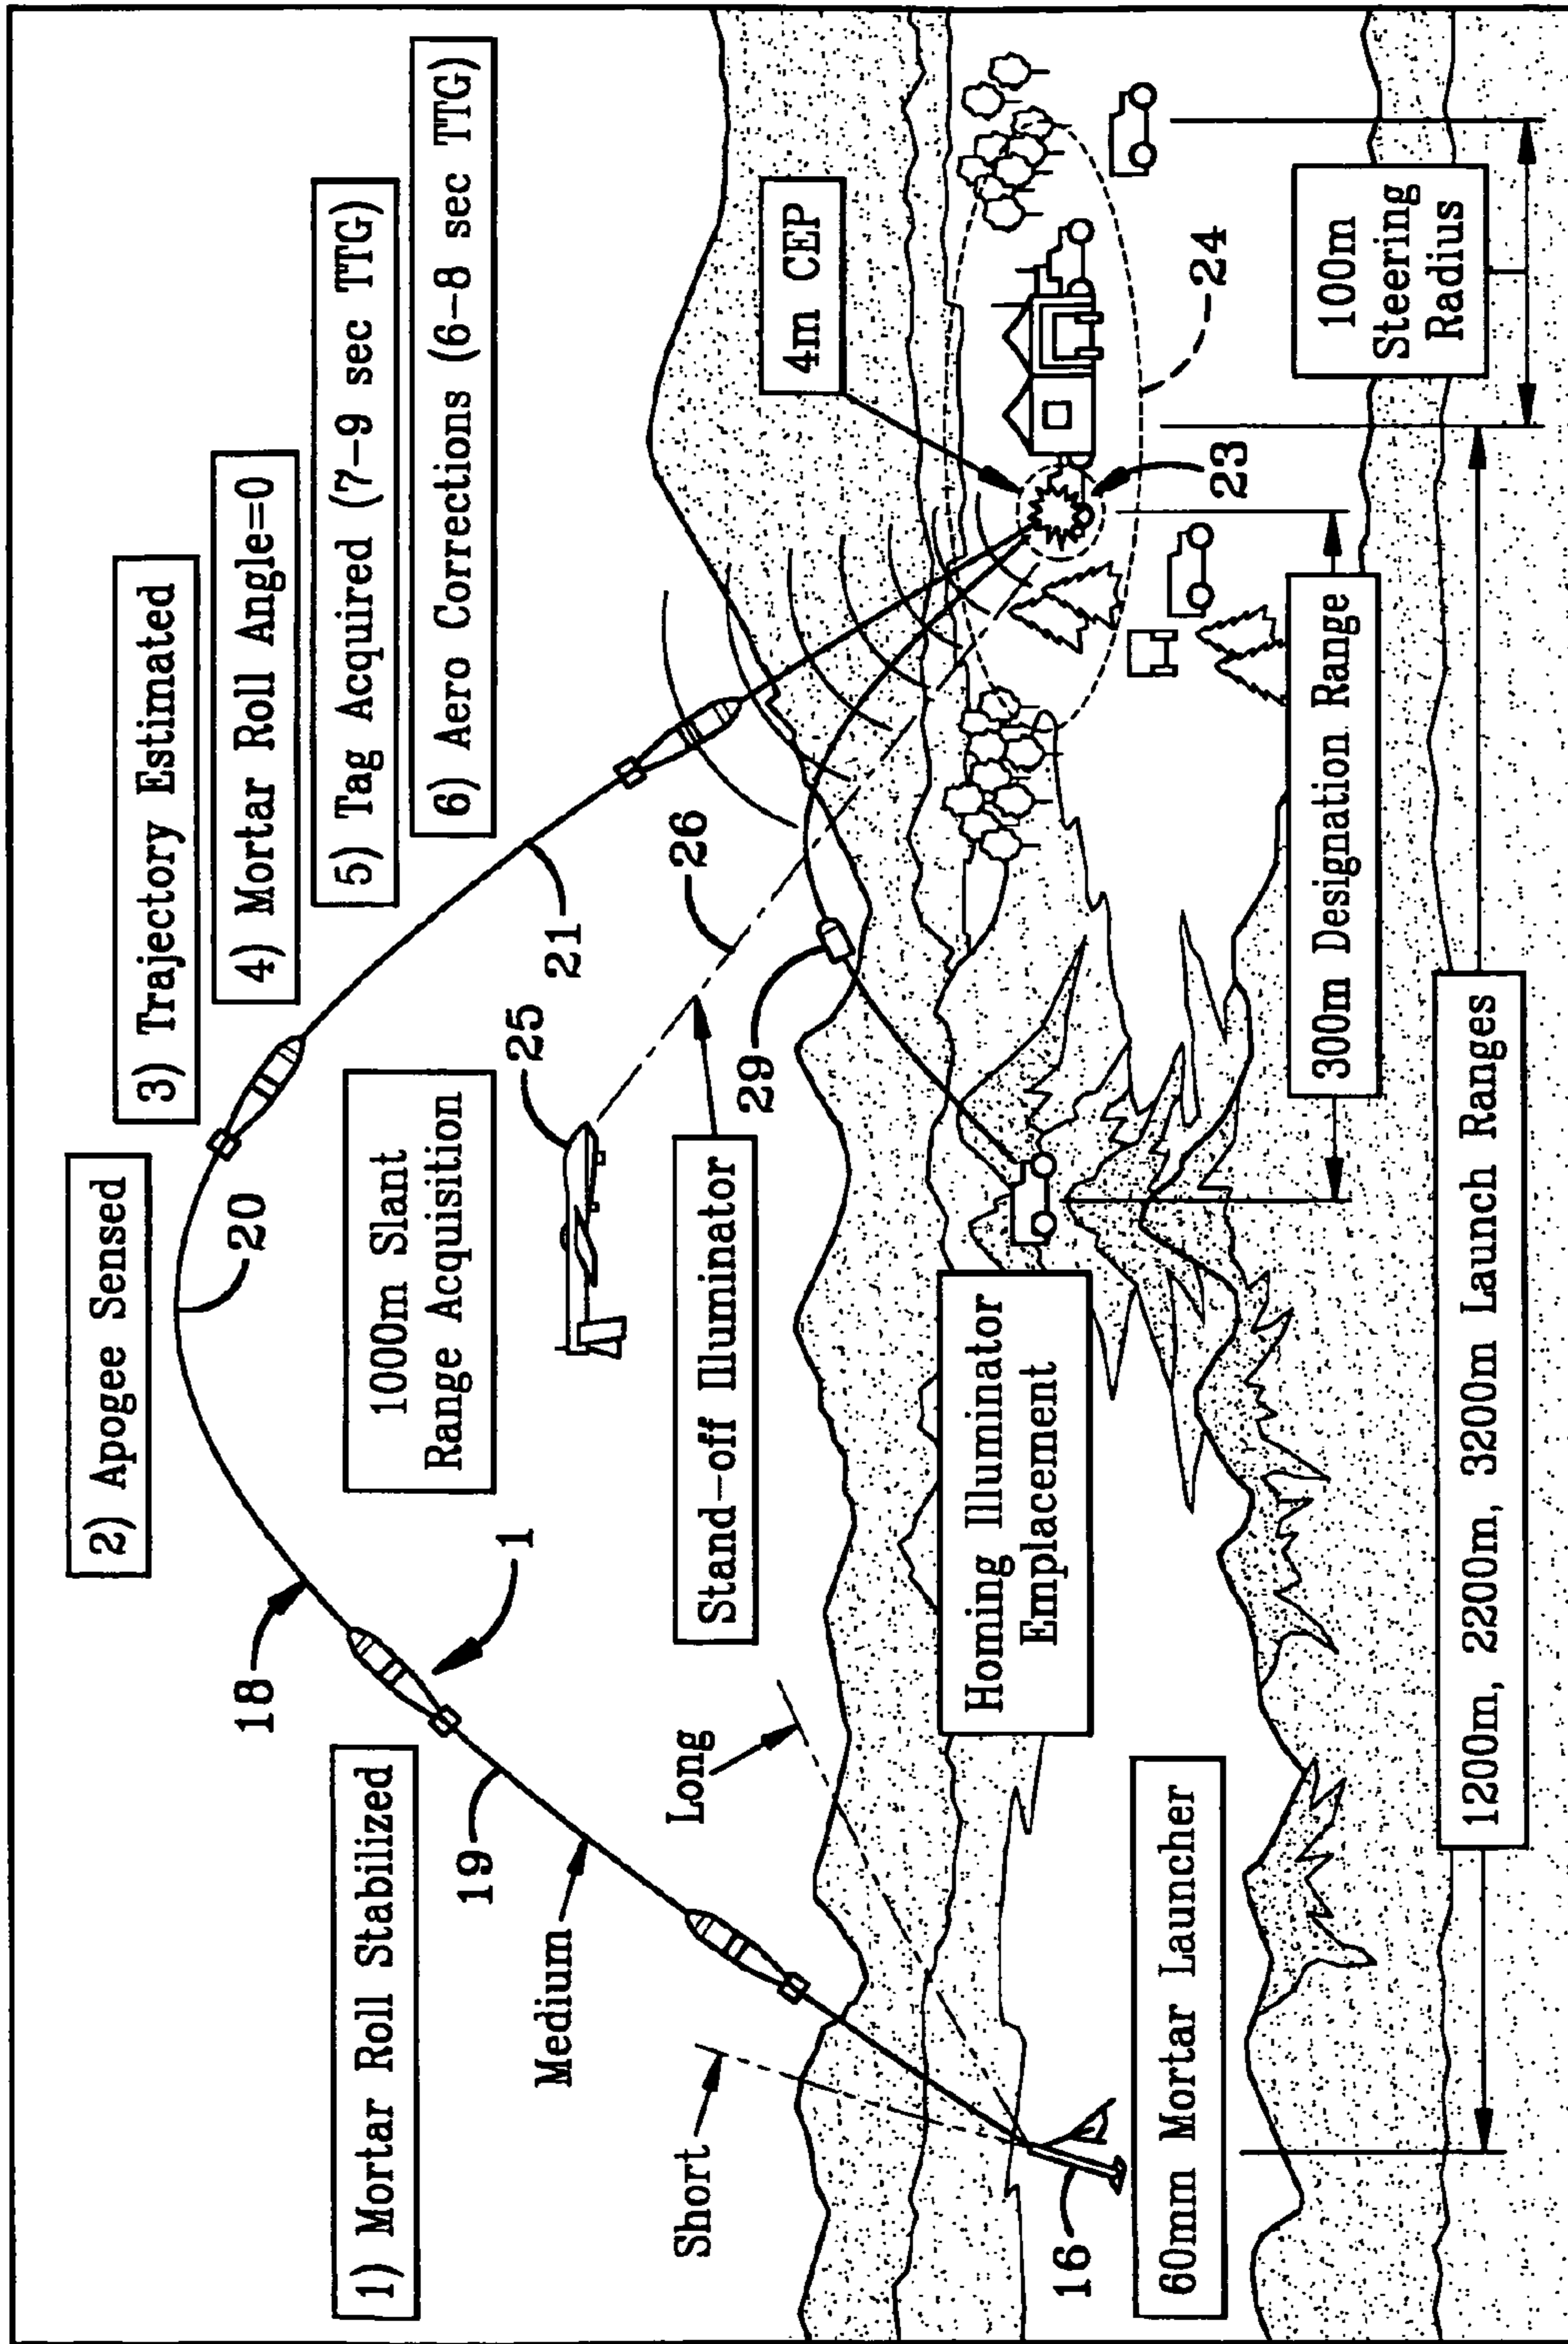 2) Apogee Sensed
3) Trajectory Estimated
4) Mortar Roll Angle=0
5) Tag Acquired (7-9 sec TTG)
6) Aero Corrections (6-8 sec TTG)
1) Mortar Roll Stabilized
18
20
1
19
21
1000m Slant
Range Acquisition
25
26
Medium
Short
Long
Stand-off Illuminator
29
4m CEP
Homing Illuminator
Emplacement
16
60mm Mortar Launcher
23
24
300m Designation Range
100m
Steering
Radius
1200m, 2200m, 3200m Launch Ranges